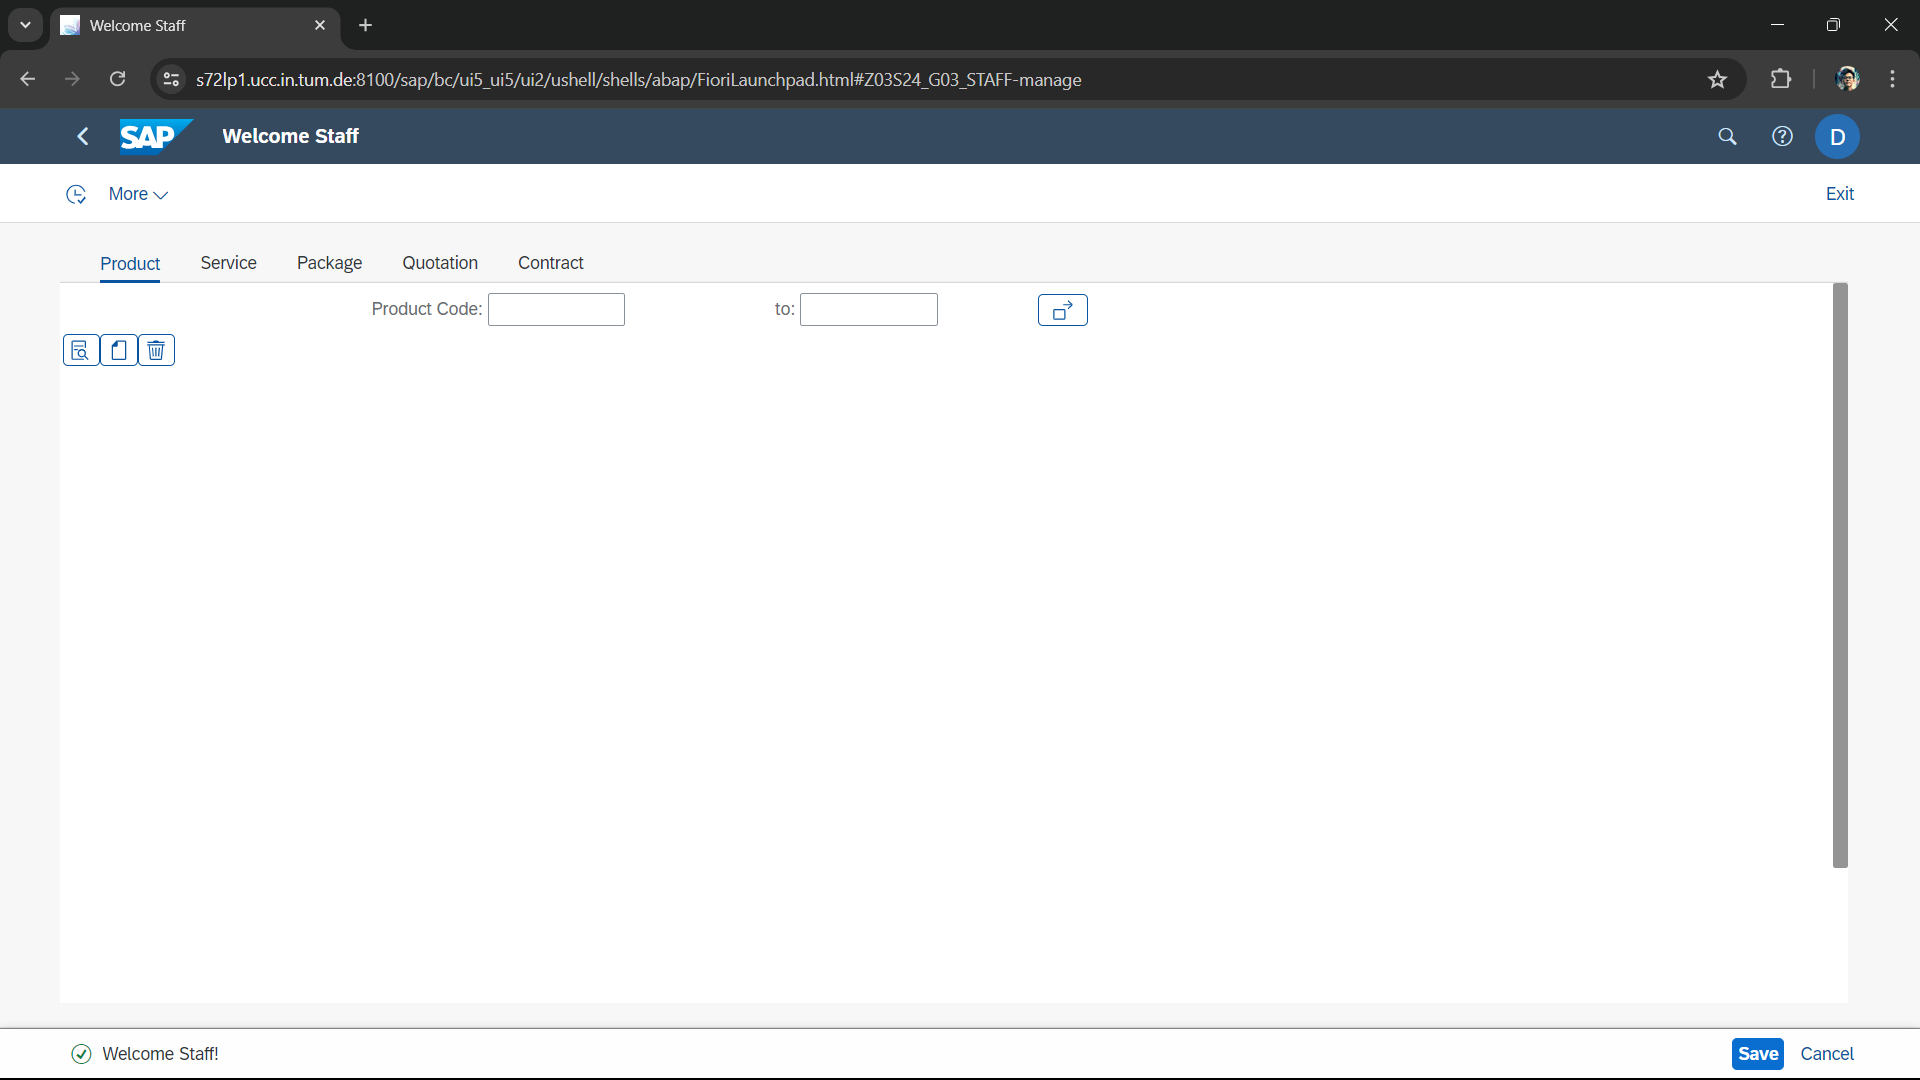 Welcome Staff
s72lp1.ucc.in.tum.de:8100/sap/bc/ui5_ui5/ui2/ushell/shells/abap/FioriLaunchpad.html#Z03S24_G03_STAFF-manage
SAP Welcome Staff D
More Exit
Product Service Package Quotation Contract
Product Code: to:
Welcome Staff! Save Cancel